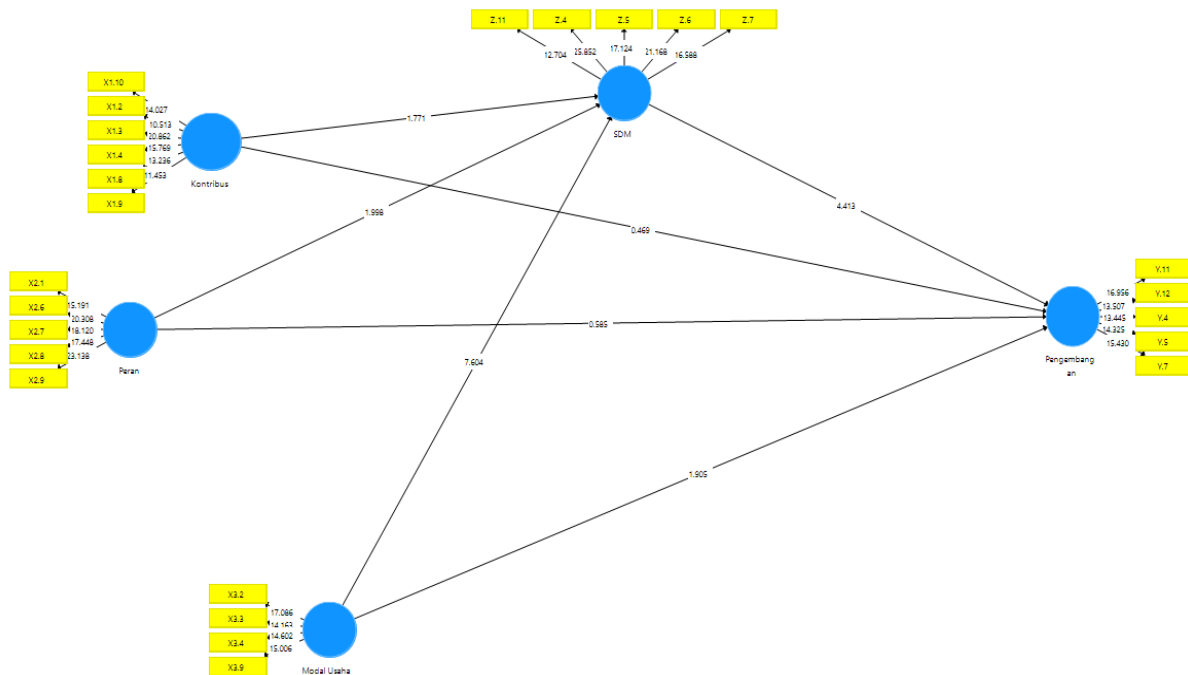 Z.11 Z.4 Z.5 Z.6 Z.7
12.704 25.852 17.124 21.168 16.588
SDM
X1.10
X1.2
X1.3
X1.4
X1.8
X1.9
14.027
10.513
20.862
15.769
13.236
11.453
Kontribus
1.771
1.998
0.469
4.413
X2.1
X2.6
X2.7
X2.8
X2.9
15.191
20.308
18.120
17.448
23.138
Peran
0.585
7.604
1.905
Y.11
Y.12
Y.4
Y.5
Y.7
16.956
13.507
13.445
14.325
15.430
Pengembang
an
X3.2
X3.3
X3.4
X3.9
17.086
14.163
14.602
15.006
Modal Usaha